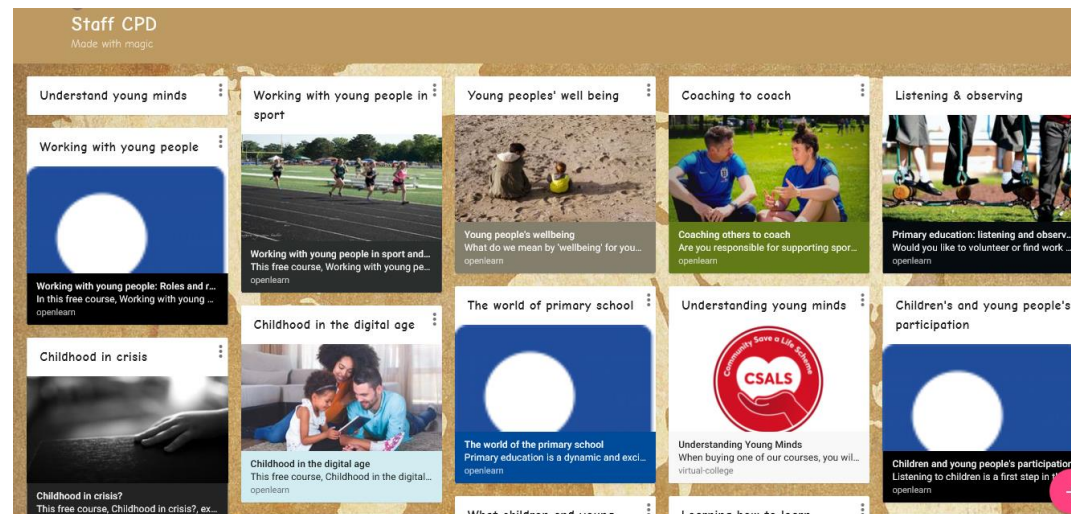 Staff CPD
Made with magic
Understand young minds
Working with young people
Working with young people: Roles and r...
In this free course, Working with young ...
openlearn
Childhood in crisis
Childhood in crisis?
This free course, Childhood in crisis?, ex...
Working with young people in
sport
Working with young people in sport and...
This free course, Working with young pe...
openlearn
Childhood in the digital age
Childhood in the digital age
This free course, Childhood in the digital...
openlearn
Young peoples' well being
Young people's wellbeing
What do we mean by 'wellbeing' for you...
openlearn
The world of primary school
The world of the primary school
Primary education is a dynamic and exci...
openlearn
What children and young
Coaching to coach
Coaching others to coach
Are you responsible for supporting spor...
openlearn
Understanding young minds
Community Save a Life Scheme
CSALS
Understanding Young Minds
When buying one of our courses, you wil...
virtual-college
Learning how to learn
Listening & observing
Primary education: listening and observ...
Would you like to volunteer or find work ...
openlearn
Children's and young people's
participation
Children and young people's participation
Listening to children is a first step in
openlearn